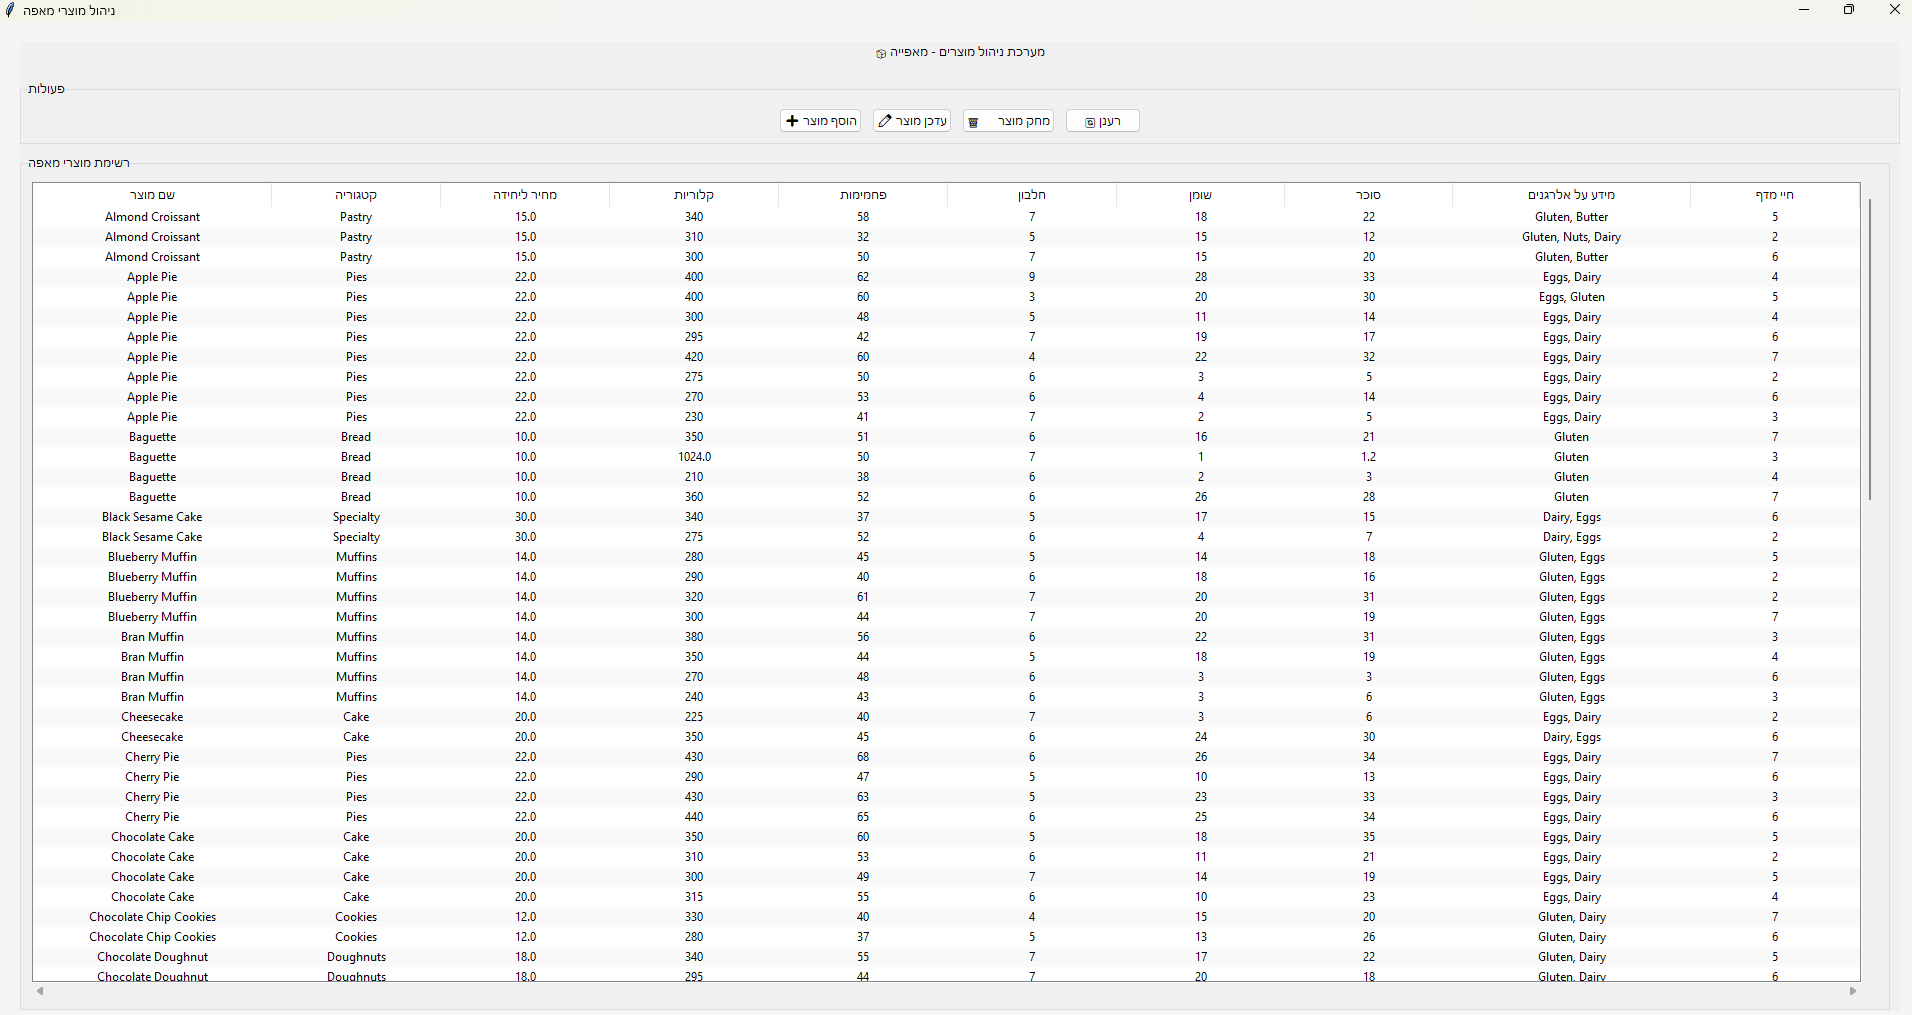 ניהול מוצרי מאפה
מערכת ניהול מוצרים - מאפייה
פעולות
הוסף מוצר עדכן מוצר מחק מוצר רענן
רשימת מוצרי מאפה
שם מוצר קטגוריה מחיר ליחידה קלוריות פחמימות חלבון שומן סוכר מידע על אלרגנים חיי מדף
Almond Croissant Pastry 15.0 340 58 7 18 22 Gluten, Butter 5
Almond Croissant Pastry 15.0 310 32 5 15 12 Gluten, Nuts, Dairy 2
Almond Croissant Pastry 15.0 300 50 7 15 20 Gluten, Butter 6
Apple Pie Pies 22.0 400 62 9 28 33 Eggs, Dairy 4
Apple Pie Pies 22.0 400 60 3 20 30 Eggs, Gluten 5
Apple Pie Pies 22.0 300 48 5 11 14 Eggs, Dairy 4
Apple Pie Pies 22.0 295 42 7 19 17 Eggs, Dairy 6
Apple Pie Pies 22.0 420 60 4 22 32 Eggs, Dairy 7
Apple Pie Pies 22.0 275 50 6 3 5 Eggs, Dairy 2
Apple Pie Pies 22.0 270 53 6 4 14 Eggs, Dairy 6
Apple Pie Pies 22.0 230 41 7 2 5 Eggs, Dairy 3
Baguette Bread 10.0 350 51 6 16 21 Gluten 7
Baguette Bread 10.0 1024.0 50 7 1 1.2 Gluten 3
Baguette Bread 10.0 210 38 6 2 3 Gluten 4
Baguette Bread 10.0 360 52 6 26 28 Gluten 7
Black Sesame Cake Specialty 30.0 340 37 5 17 15 Dairy, Eggs 6
Black Sesame Cake Specialty 30.0 275 52 6 4 7 Dairy, Eggs 2
Blueberry Muffin Muffins 14.0 280 45 5 14 18 Gluten, Eggs 5
Blueberry Muffin Muffins 14.0 290 40 6 18 16 Gluten, Eggs 2
Blueberry Muffin Muffins 14.0 320 61 7 20 31 Gluten, Eggs 2
Blueberry Muffin Muffins 14.0 300 44 7 20 19 Gluten, Eggs 7
Bran Muffin Muffins 14.0 380 56 6 22 31 Gluten, Eggs 3
Bran Muffin Muffins 14.0 350 44 5 18 19 Gluten, Eggs 4
Bran Muffin Muffins 14.0 270 48 6 3 3 Gluten, Eggs 6
Bran Muffin Muffins 14.0 240 43 6 3 6 Gluten, Eggs 3
Cheesecake Cake 20.0 225 40 7 3 6 Eggs, Dairy 2
Cheesecake Cake 20.0 350 45 6 24 30 Dairy, Eggs 6
Cherry Pie Pies 22.0 430 68 6 26 34 Eggs, Dairy 7
Cherry Pie Pies 22.0 290 47 5 10 13 Eggs, Dairy 6
Cherry Pie Pies 22.0 430 63 5 23 33 Eggs, Dairy 3
Cherry Pie Pies 22.0 440 65 6 25 34 Eggs, Dairy 6
Chocolate Cake Cake 20.0 350 60 5 18 35 Eggs, Dairy 5
Chocolate Cake Cake 20.0 310 53 6 11 21 Eggs, Dairy 2
Chocolate Cake Cake 20.0 300 49 7 14 19 Eggs, Dairy 5
Chocolate Cake Cake 20.0 315 55 6 10 23 Eggs, Dairy 4
Chocolate Chip Cookies Cookies 12.0 330 40 4 15 20 Gluten, Dairy 7
Chocolate Chip Cookies Cookies 12.0 280 37 5 13 26 Gluten, Dairy 6
Chocolate Doughnut Doughnuts 18.0 340 55 7 17 22 Gluten, Dairy 5
Chocolate Doughnut Doughnuts 18.0 295 44 7 20 18 Gluten, Dairy 6